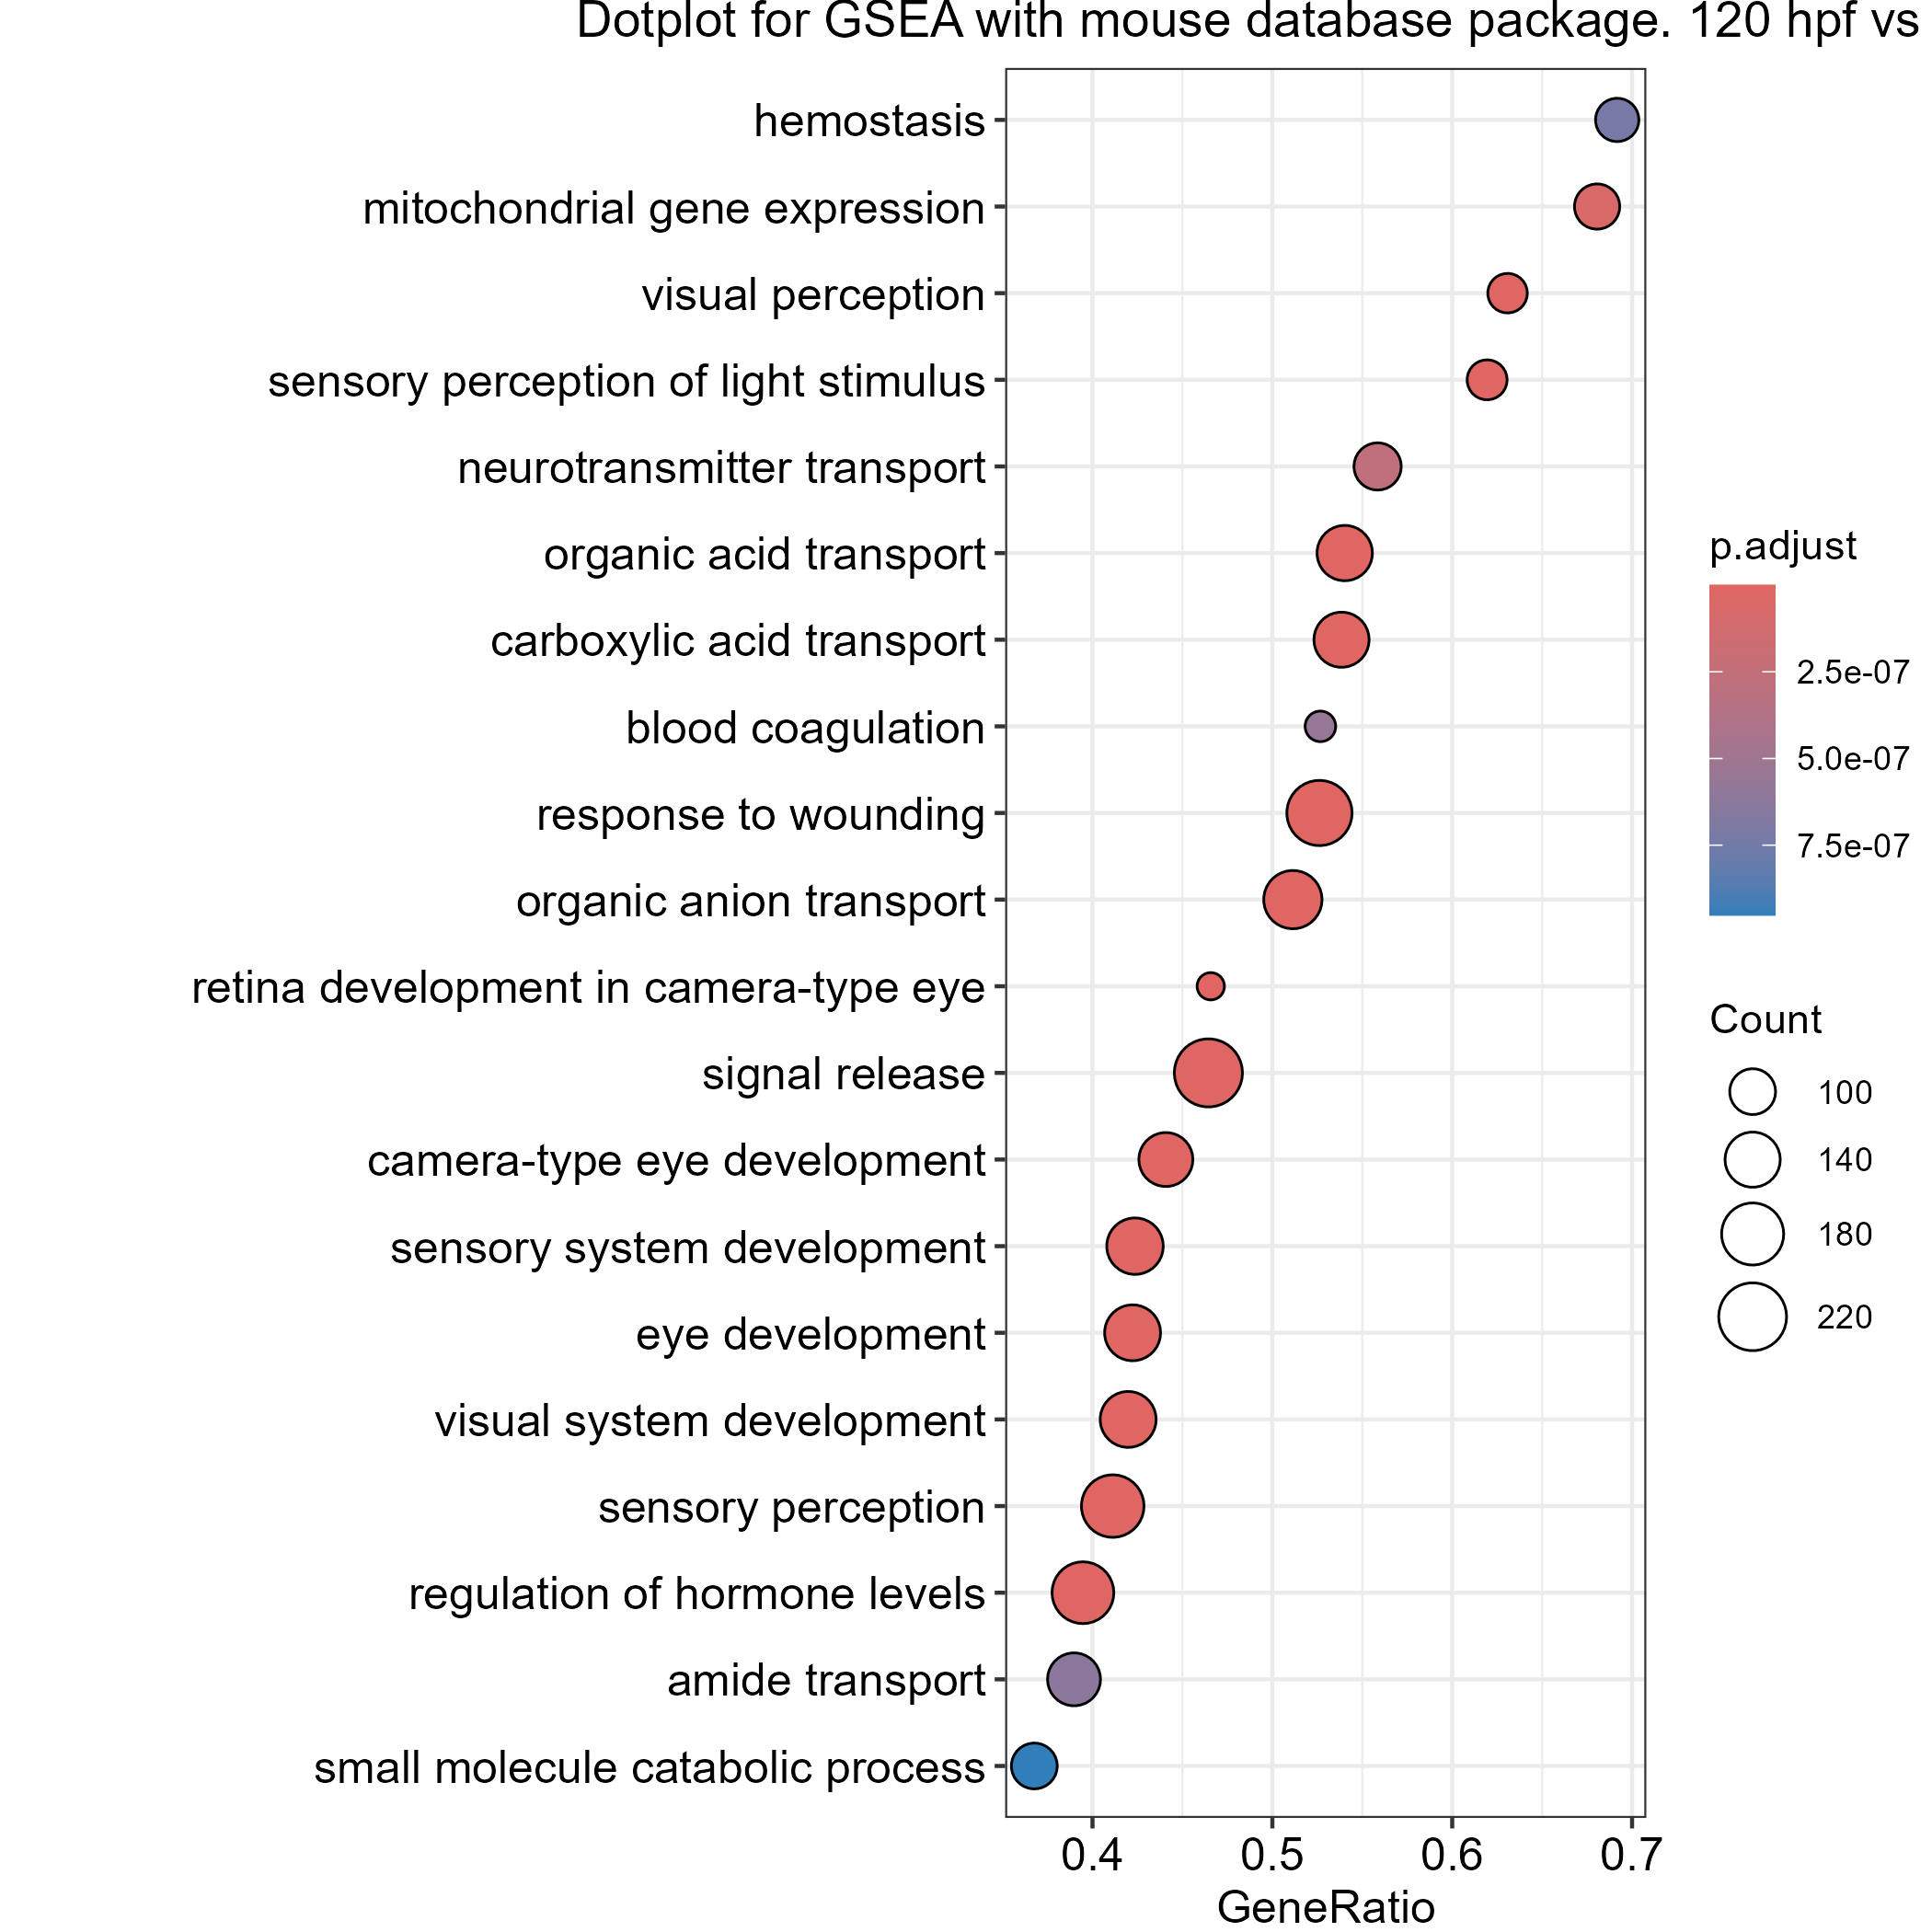 Dotplot for GSEA with mouse database package. 120 hpf vs
hemostasis
mitochondrial gene expression
visual perception
sensory perception of light stimulus
neurotransmitter transport
organic acid transport
carboxylic acid transport
blood coagulation
response to wounding
organic anion transport
retina development in camera-type eye
signal release
camera-type eye development
sensory system development
eye development
visual system development
sensory perception
regulation of hormone levels
amide transport
small molecule catabolic process
0.4 0.5 0.6 0.7
GeneRatio
p.adjust
2.5e-07
5.0e-07
7.5e-07
Count
100
140
180
220